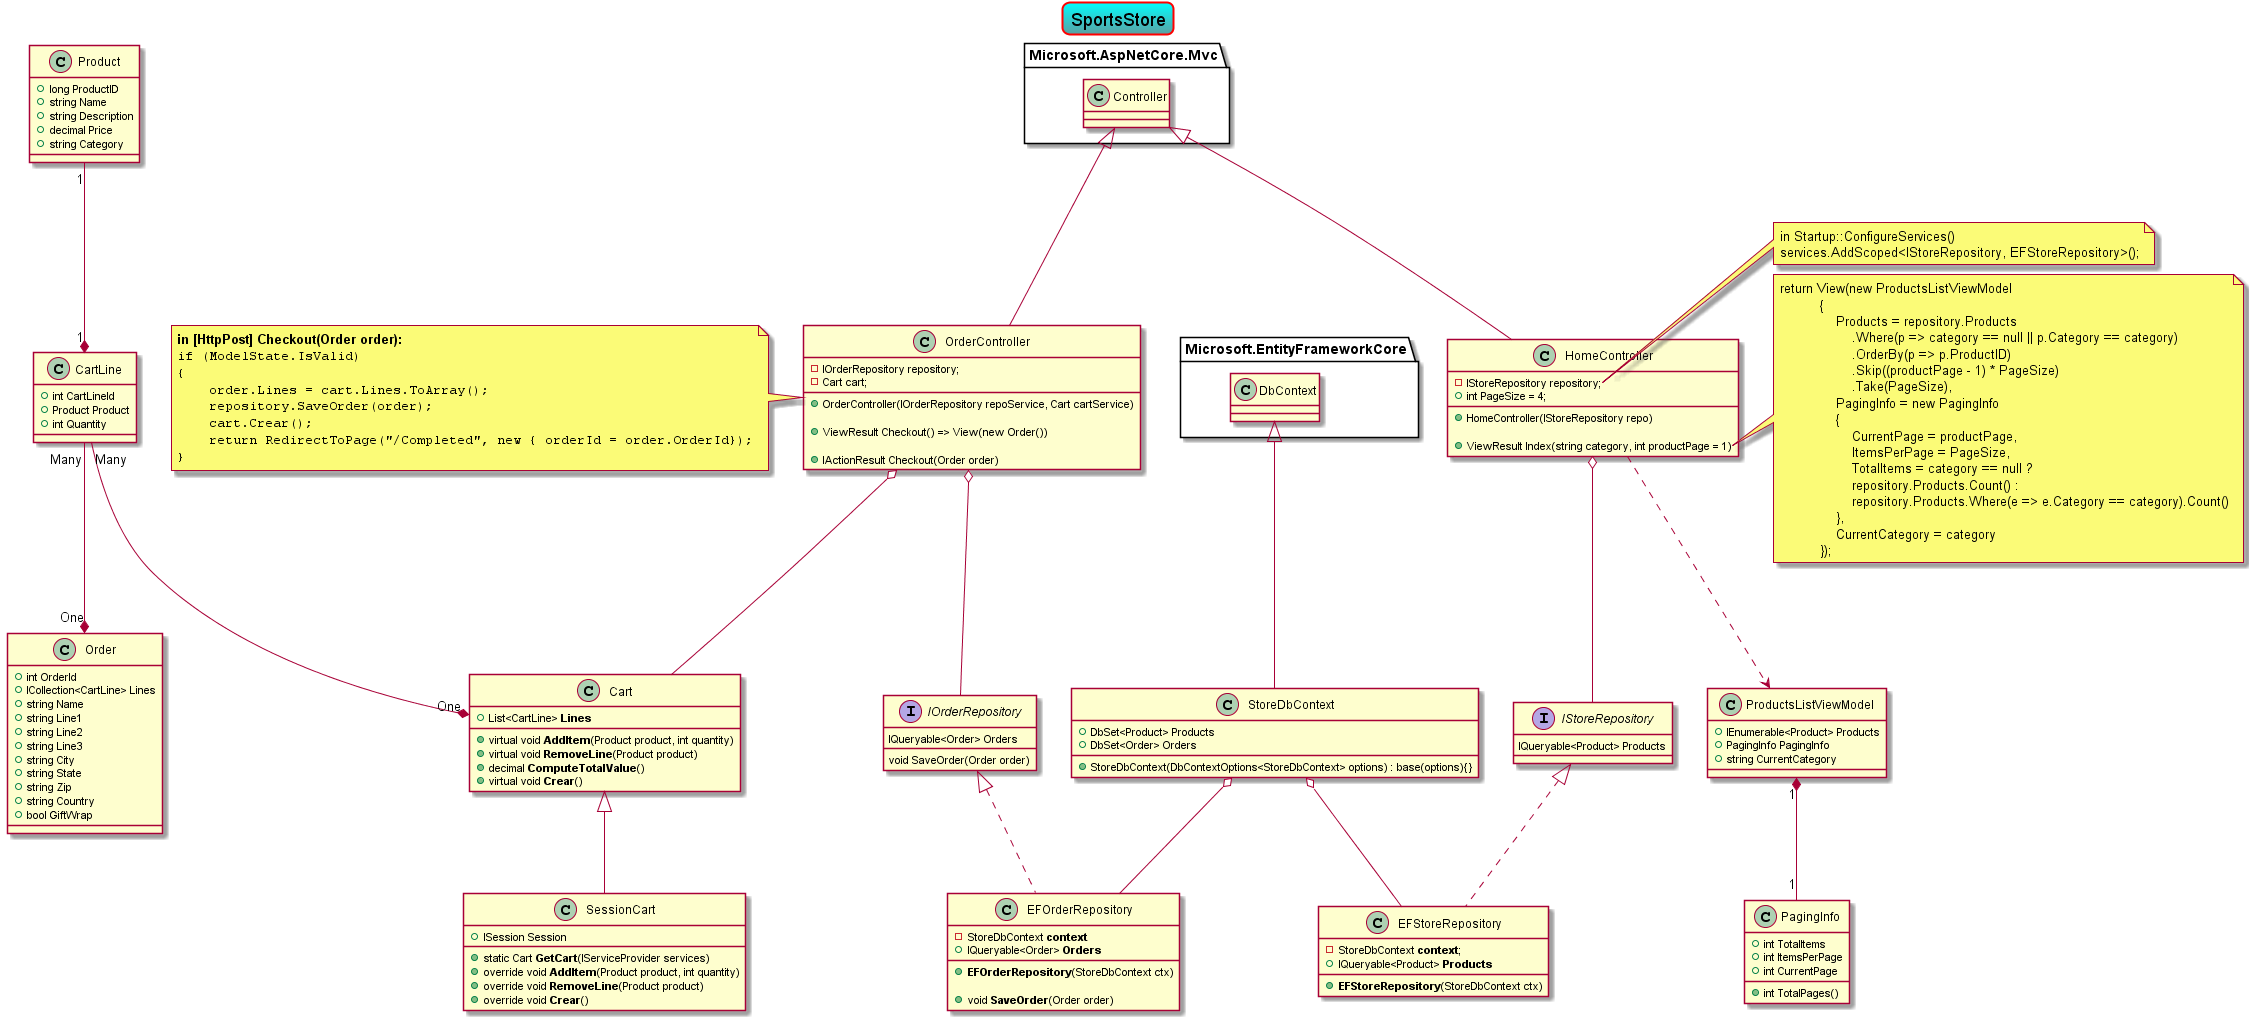 SportsStore
Microsoft.AspNetCore.Mvc
C Controller
C Product
long ProductID
string Name
string Description
decimal Price
string Category
1
1
C CartLine
int CartLineId
Product Product
int Quantity
Many
Many
One
C Order
int OrderId
ICollection<CartLine> Lines
string Name
string Line1
string Line2
string Line3
string City
string State
string Zip
string Country
bool GiftWrap
in [HttpPost] Checkout(Order order):
if (ModelState.IsValid)
{
order.Lines = cart.Lines.ToArray();
repository.SaveOrder(order);
cart.Crear();
return RedirectToPage("/Completed", new { orderId = order.OrderId});
}
C OrderController
IOrderRepository repository;
Cart cart;
OrderController(IOrderRepository repoService, Cart cartService)
ViewResult Checkout() => View(new Order())
IActionResult Checkout(Order order)
Microsoft.EntityFrameworkCore
C DbContext
C HomeController
IStoreRepository repository;
int PageSize = 4;
HomeController(IStoreRepository repo)
ViewResult Index(string category, int productPage = 1)
in Startup::ConfigureServices()
services.AddScoped<IStoreRepository, EFStoreRepository>();
return View(new ProductsListViewModel
{
Products = repository.Products
.Where(p => category == null || p.Category == category)
.OrderBy(p => p.ProductID)
.Skip((productPage - 1) * PageSize)
.Take(PageSize),
PagingInfo = new PagingInfo
{
CurrentPage = productPage,
ItemsPerPage = PageSize,
TotalItems = category == null ?
repository.Products.Count() :
repository.Products.Where(e => e.Category == category).Count()
},
CurrentCategory = category
});
One
C Cart
List<CartLine> Lines
virtual void AddItem(Product product, int quantity)
virtual void RemoveLine(Product product)
decimal ComputeTotalValue()
virtual void Crear()
I IOrderRepository
IQueryable<Order> Orders
void SaveOrder(Order order)
C StoreDbContext
DbSet<Product> Products
DbSet<Order> Orders
StoreDbContext(DbContextOptions<StoreDbContext> options) : base(options){}
I IStoreRepository
IQueryable<Product> Products
C ProductsListViewModel
IEnumerable<Product> Products
PagingInfo PagingInfo
string CurrentCategory
1
1
C SessionCart
ISession Session
static Cart GetCart(IServiceProvider services)
override void AddItem(Product product, int quantity)
override void RemoveLine(Product product)
override void Crear()
C EFOrderRepository
StoreDbContext context
IQueryable<Order> Orders
EFOrderRepository(StoreDbContext ctx)
void SaveOrder(Order order)
C EFStoreRepository
StoreDbContext context;
IQueryable<Product> Products
EFStoreRepository(StoreDbContext ctx)
C PagingInfo
int TotalItems
int ItemsPerPage
int CurrentPage
int TotalPages()